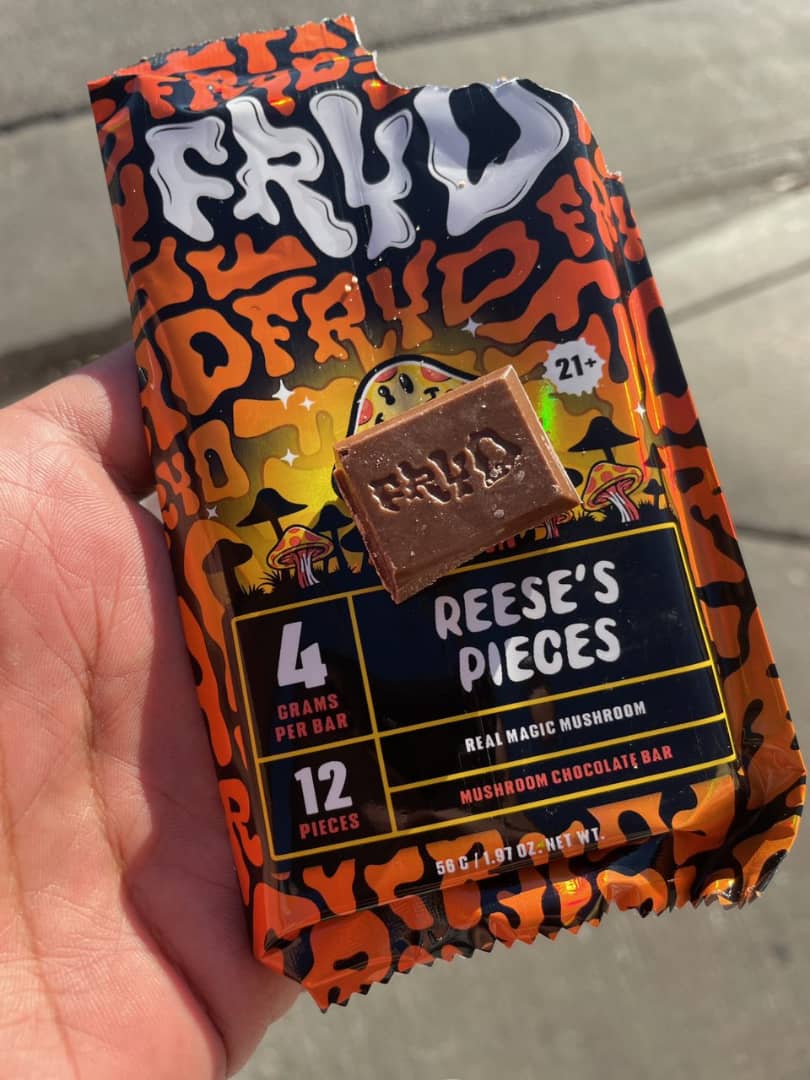 FRYD
FRYD
21+
FRYD
REESE'S
PIECES
4
GRAMS
PER BAR
REAL MAGIC MUSHROOM
12
PIECES
MUSHROOM CHOCOLATE BAR
56 G / 1.97 OZ. NET WT.